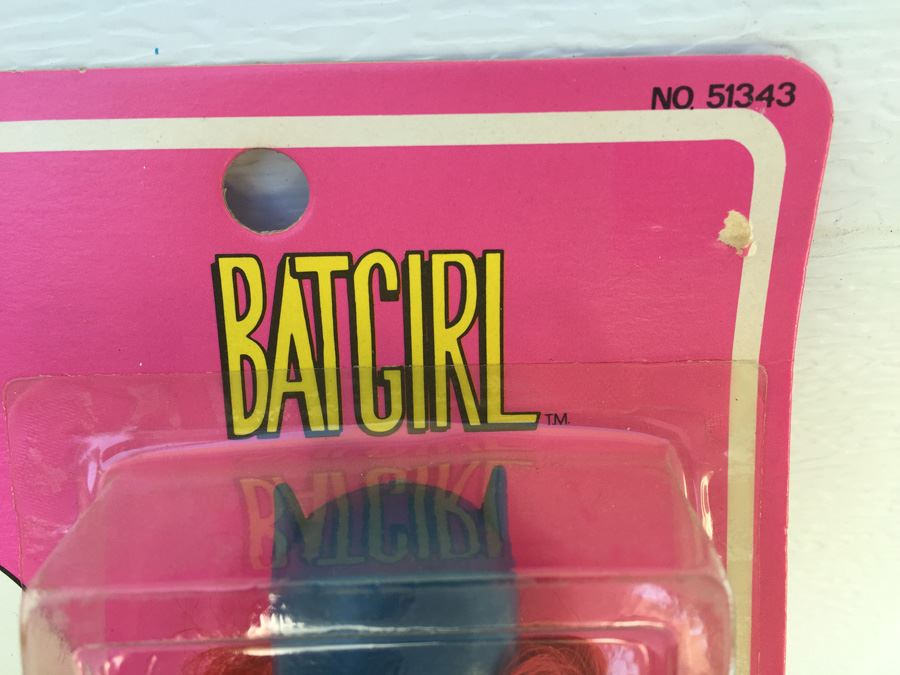 NO. 51343
BATGIRL TM